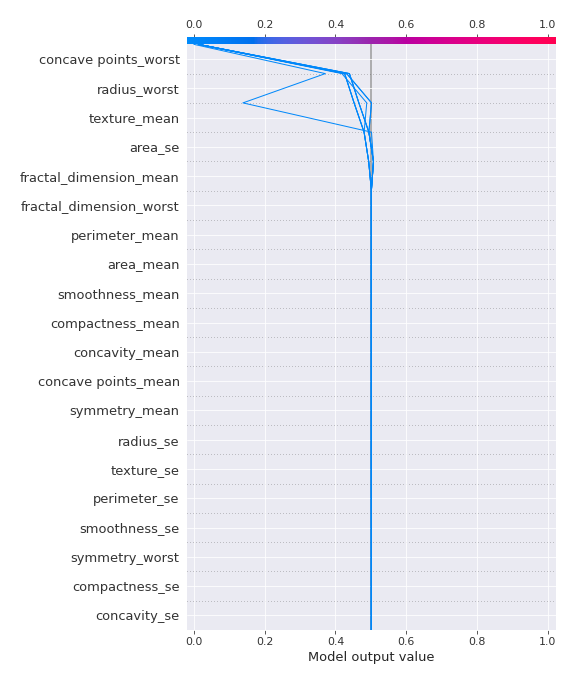 0.0 0.2 0.4 0.6 0.8 1.0
concave points_worst
radius_worst
texture_mean
area_se
fractal_dimension_mean
fractal_dimension_worst
perimeter_mean
area_mean
smoothness_mean
compactness_mean
concavity_mean
concave points_mean
symmetry_mean
radius_se
texture_se
perimeter_se
smoothness_se
symmetry_worst
compactness_se
concavity_se
0.0 0.2 0.4 0.6 0.8 1.0
Model output value